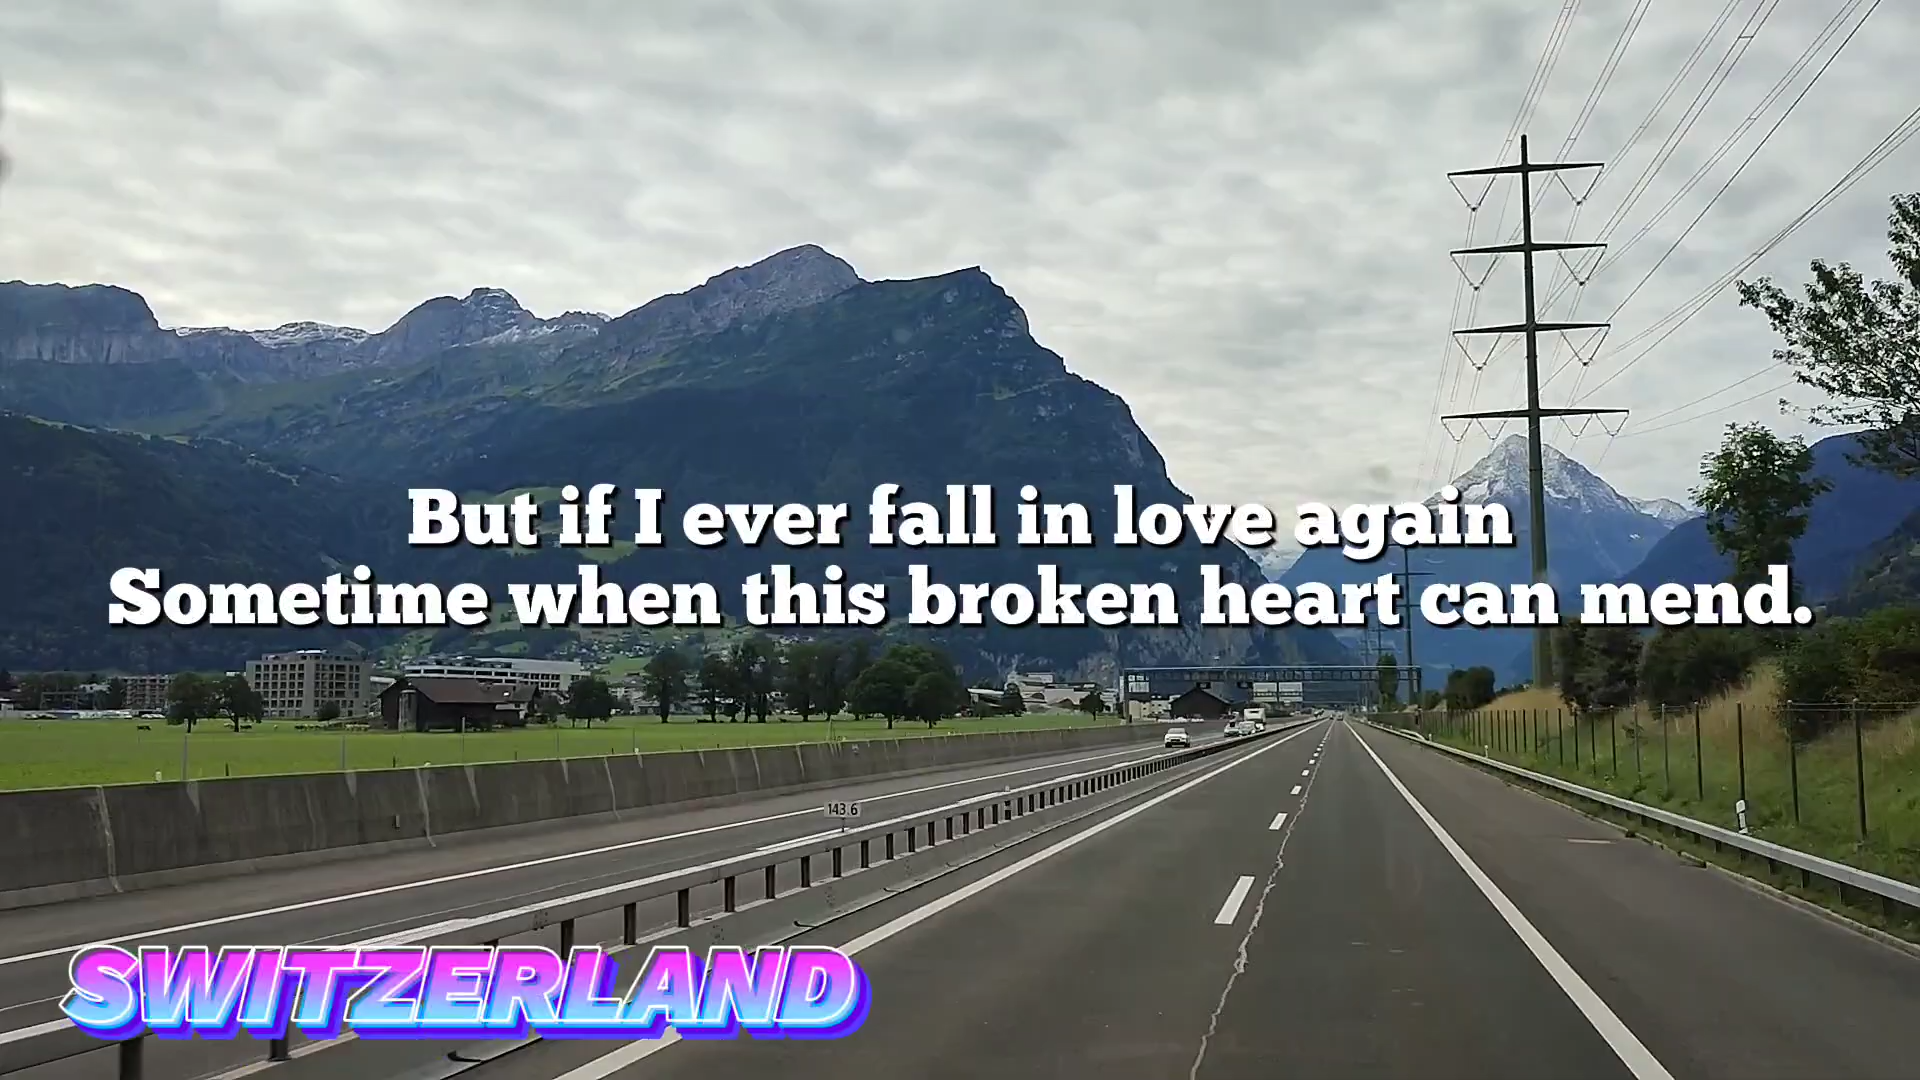 But if I ever fall in love again
Sometime when this broken heart can mend.
143.6
SWITZERLAND